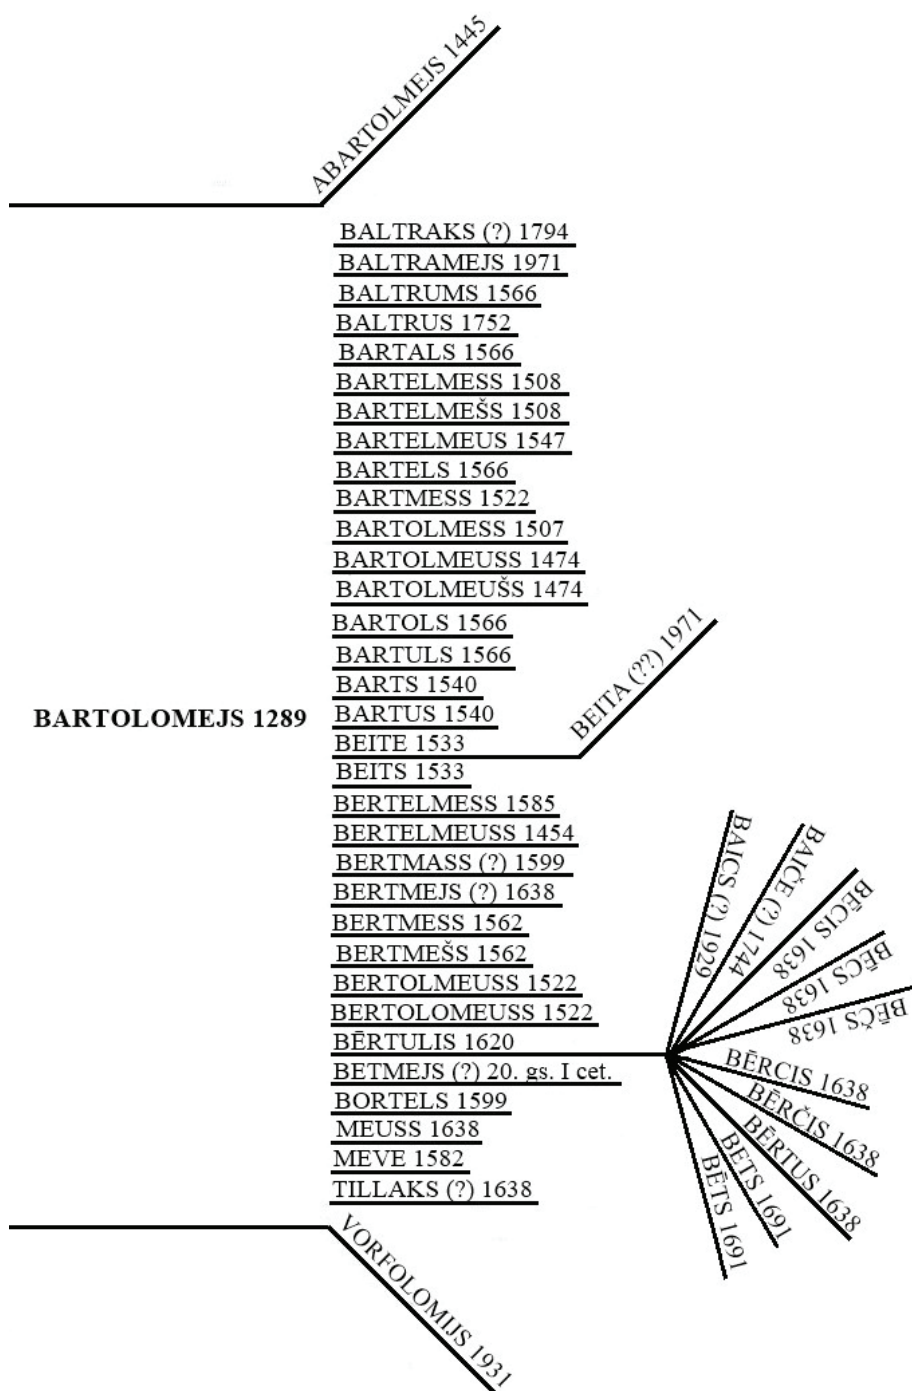 ABARTOLMEJS 1445
BALTRAKS (?) 1794
BALTRAMEJS 1971
BALTRUMS 1566
BALTRUS 1752
BARTALS 1566
BARTELMESS 1508
BARTELMEŠS 1508
BARTELMEUS 1547
BARTELS 1566
BARTMESS 1522
BARTOLMESS 1507
BARTOLMEUSS 1474
BARTOLMEUŠS 1474
BARTOLS 1566
BARTULS 1566
BARTS 1540
BARTOLOMEJS 1289
BARTUS 1540
BEITE 1533
BEITA (??) 1971
BEITS 1533
BERTELMESS 1585
BERTELMEUSS 1454
BERTMASS (?) 1599
BERTMEJS (?) 1638
BERTMESS 1562
BERTMEŠS 1562
BERTOLMEUSS 1522
BERTOLOMEUSS 1522
BĒRTULIS 1620
BAICS (?) 1929
BAIČE (?) 1744
BĒCIS 1638
BĒCS 1638
BĒČS 1638
BĒRCIS 1638
BĒRČIS 1638
BĒRTUS 1638
BETS 1691
BĒTS 1691
BETMEJS (?) 20. gs. I cet.
BORTELS 1599
MEUSS 1638
MEVE 1582
TILLAKS (?) 1638
VORFOLOMIJS 1931